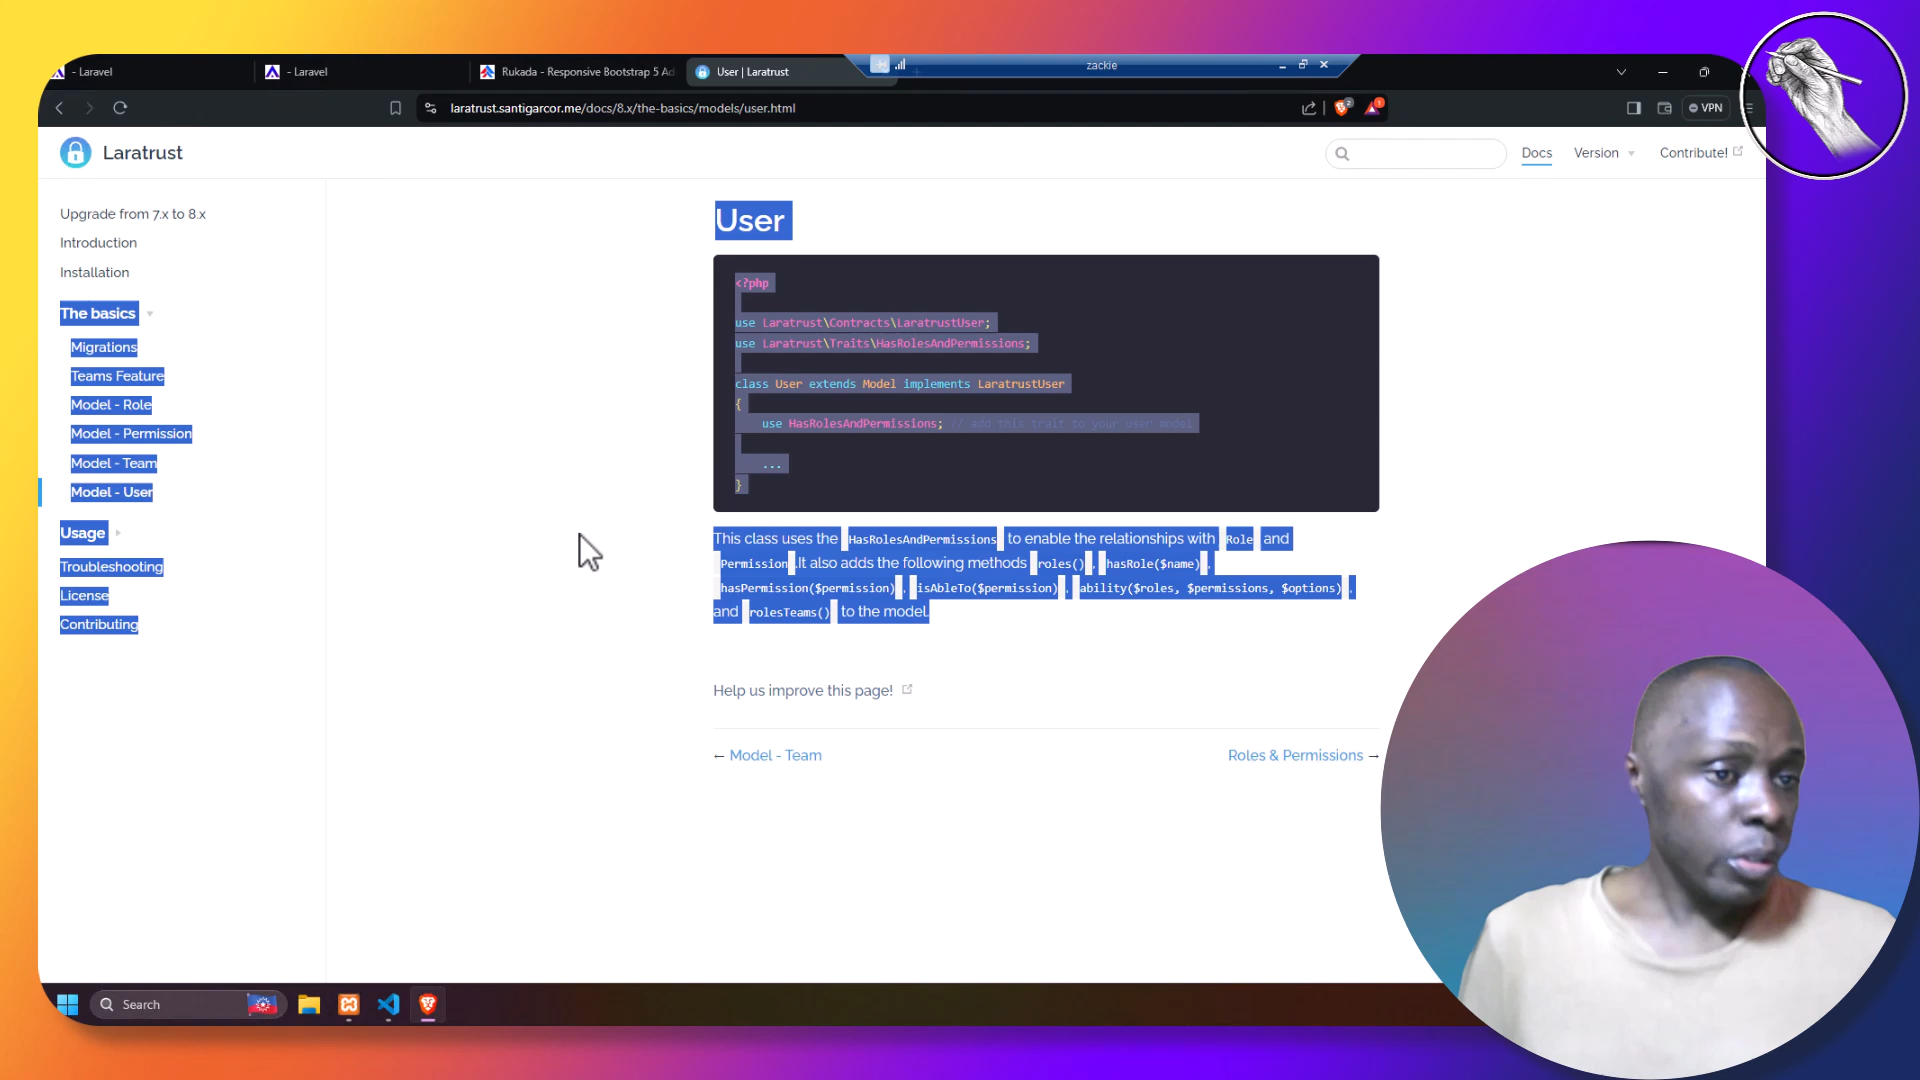 - Laravel
- Laravel
Rukada - Responsive Bootstrap 5 Ad
User | Laratrust
zackie
laratrust.santigarcor.me/docs/8.x/the-basics/models/user.html
2
1
VPN
Laratrust
Docs
Version
Contribute!
Upgrade from 7.x to 8.x
Introduction
Installation
The basics
Migrations
Teams Feature
Model - Role
Model - Permission
Model - Team
Model - User
Usage
Troubleshooting
License
Contributing
User
<?php
use Laratrust\Contracts\LaratrustUser;
use Laratrust\Traits\HasRolesAndPermissions;
class User extends Model implements LaratrustUser
{
use HasRolesAndPermissions; // add this trait to your user model
...
}
This class uses the HasRolesAndPermissions to enable the relationships with Role and
Permission.It also adds the following methods roles(), hasRole($name),
hasPermission($permission), isAbleTo($permission), ability($roles, $permissions, $options),
and rolesTeams() to the model.
Help us improve this page!
← Model - Team
Roles & Permissions →
Search